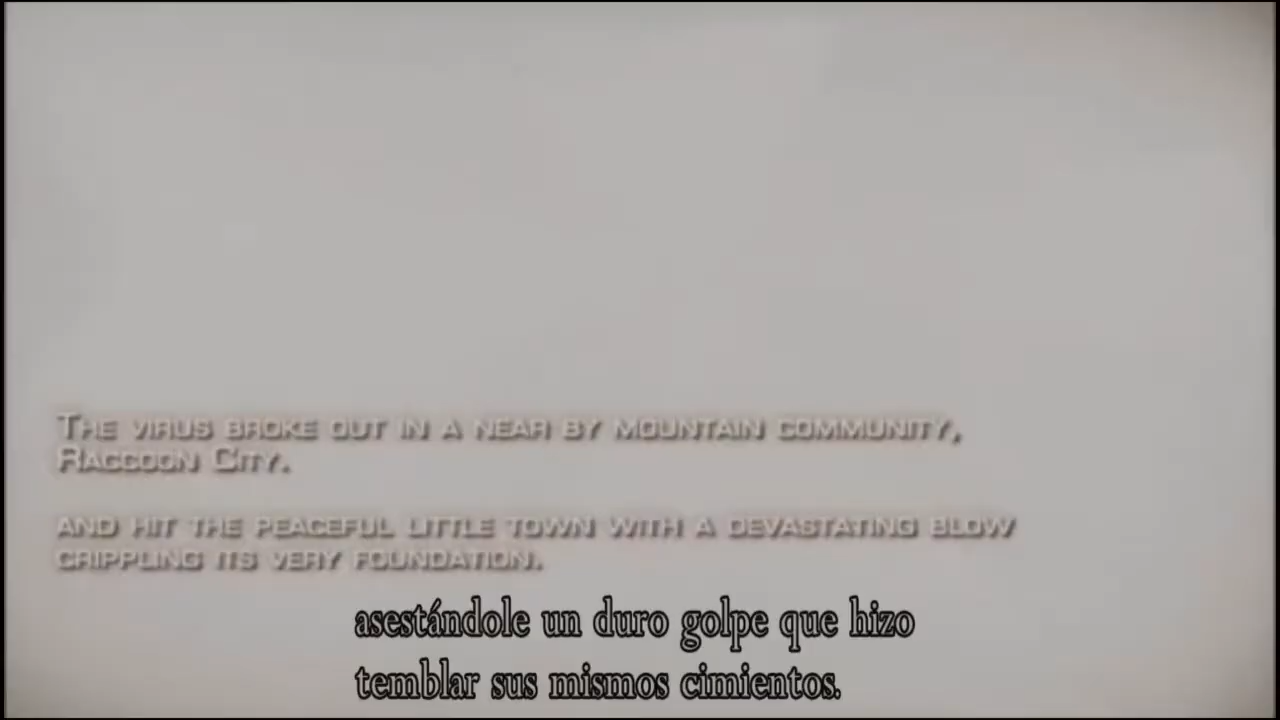 The virus broke out in a near by mountain community,
Raccoon City.
and hit the peaceful little town with a devastating blow
crippling its very foundation.
asestándole un duro golpe que hizo
temblar sus mismos cimientos.